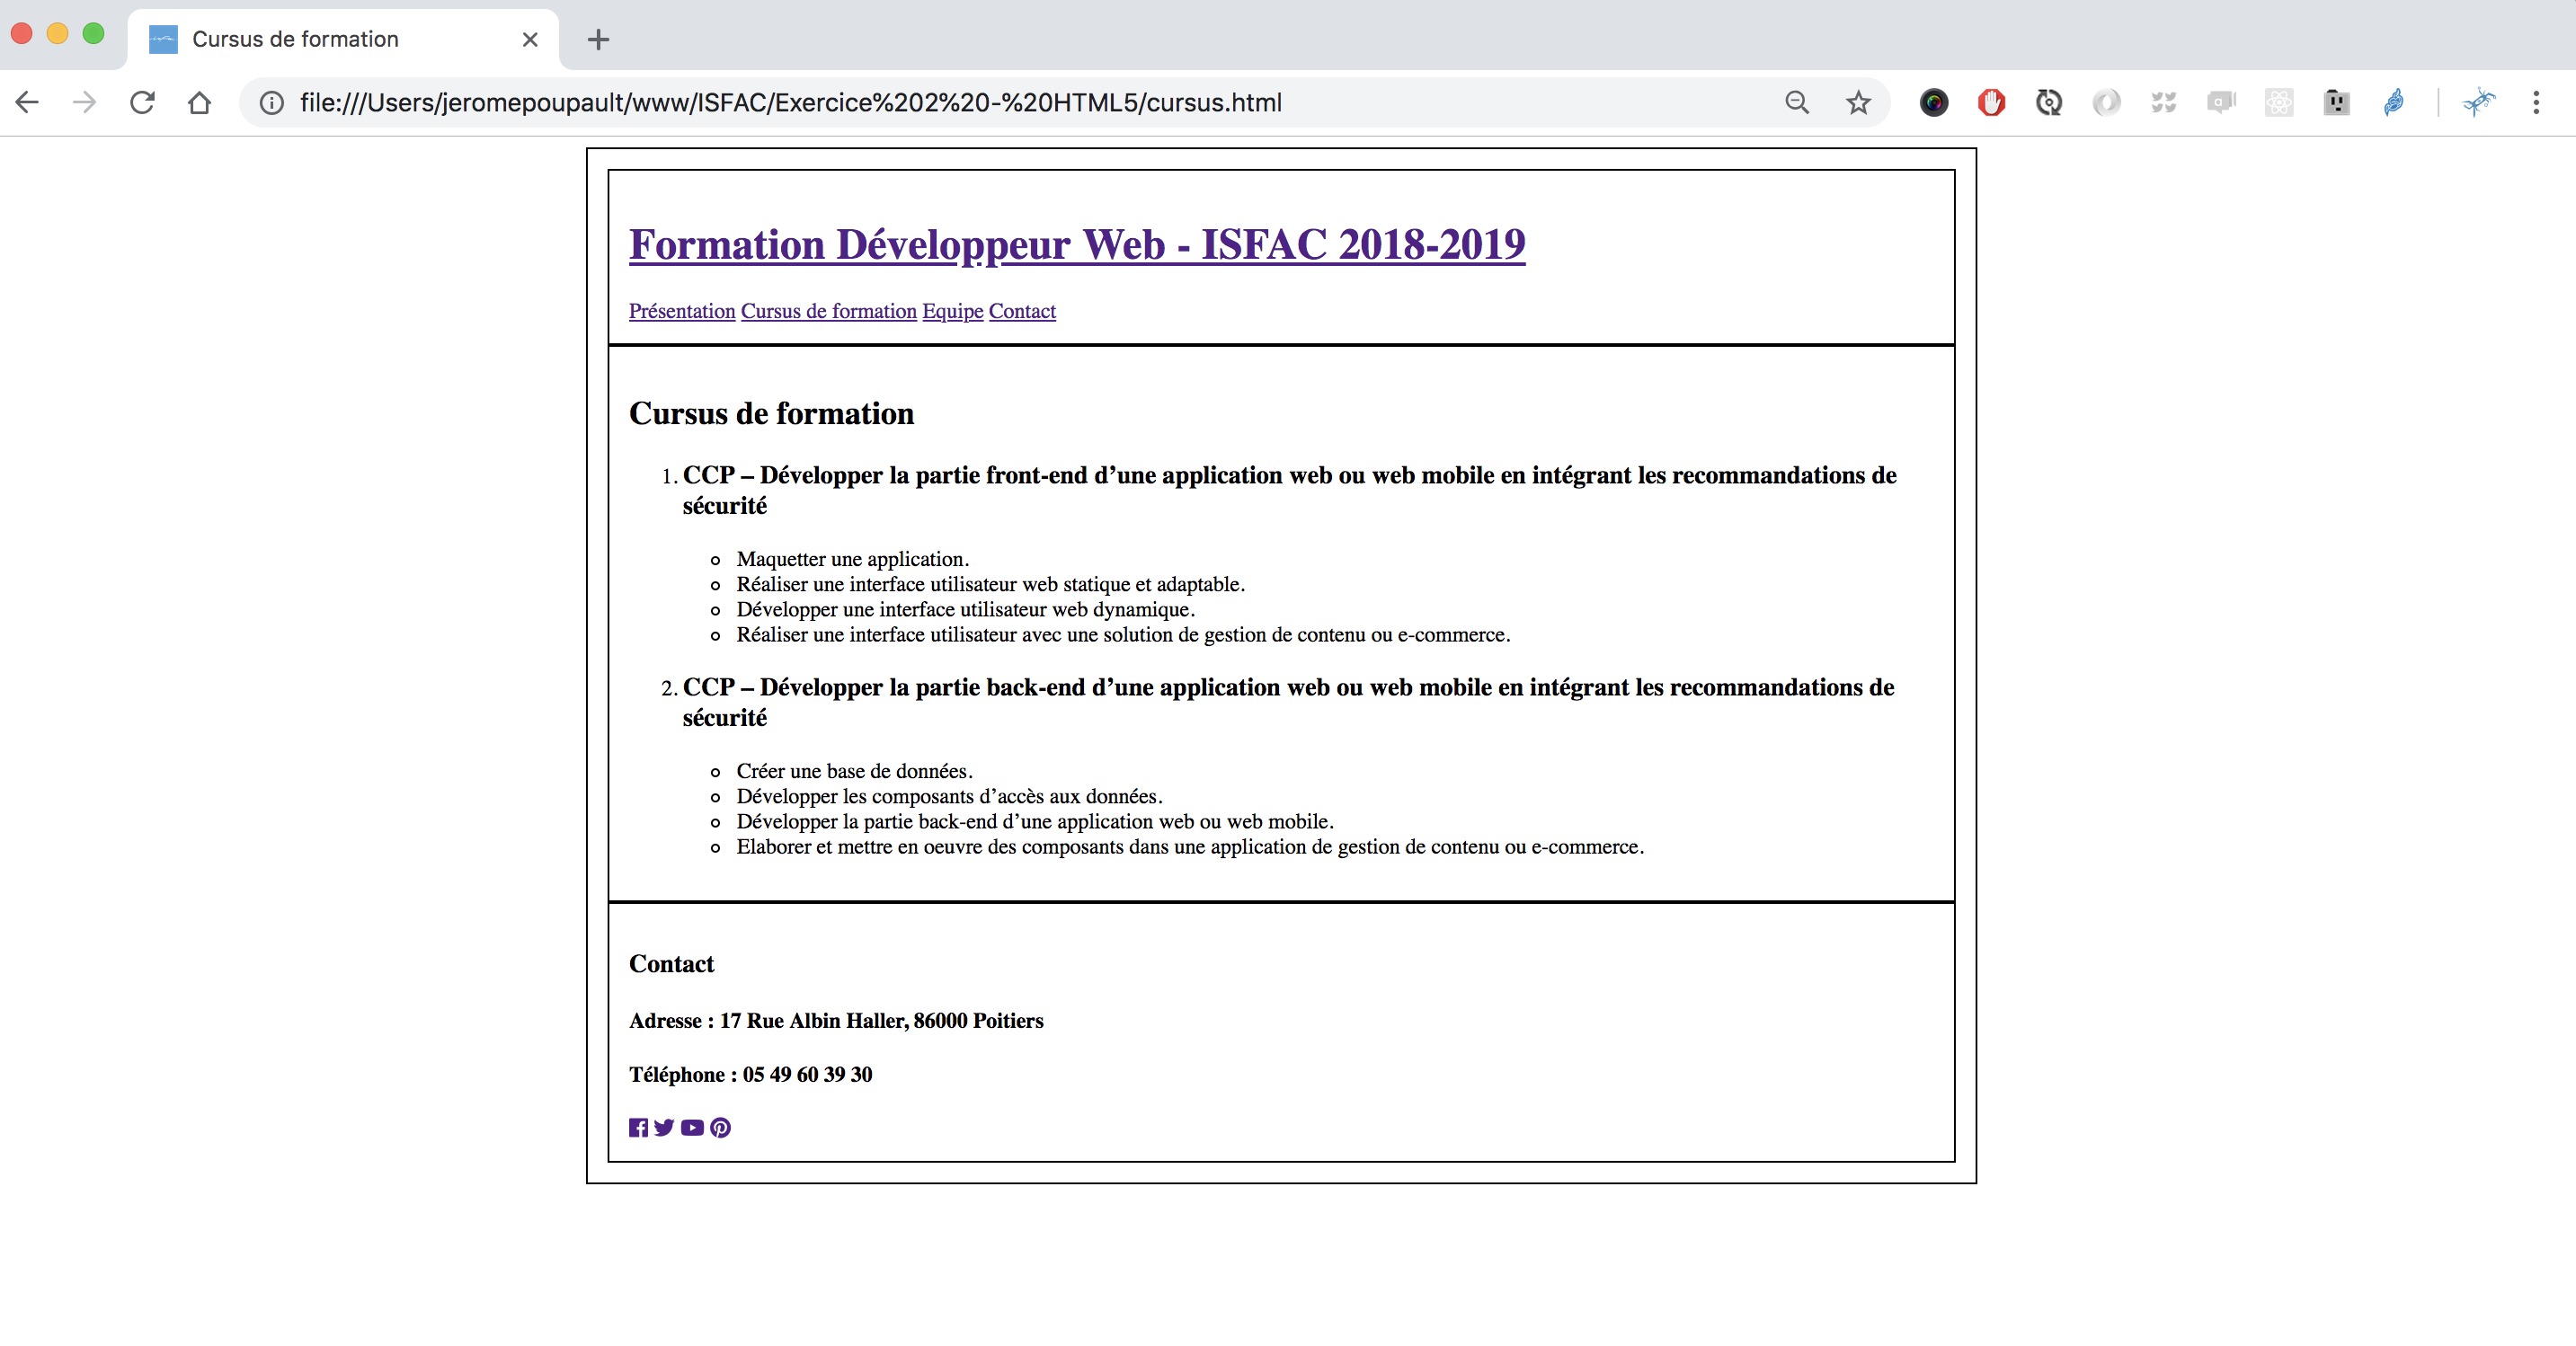 Cursus de formation
file:///Users/jeromepoupault/www/ISFAC/Exercice%202%20-%20HTML5/cursus.html
Formation Développeur Web - ISFAC 2018-2019
Présentation Cursus de formation Equipe Contact
Cursus de formation
1. CCP – Développer la partie front-end d’une application web ou web mobile en intégrant les recommandations de
sécurité
Maquetter une application.
Réaliser une interface utilisateur web statique et adaptable.
Développer une interface utilisateur web dynamique.
Réaliser une interface utilisateur avec une solution de gestion de contenu ou e-commerce.
2. CCP – Développer la partie back-end d’une application web ou web mobile en intégrant les recommandations de
sécurité
Créer une base de données.
Développer les composants d’accès aux données.
Développer la partie back-end d’une application web ou web mobile.
Elaborer et mettre en oeuvre des composants dans une application de gestion de contenu ou e-commerce.
Contact
Adresse : 17 Rue Albin Haller, 86000 Poitiers
Téléphone : 05 49 60 39 30